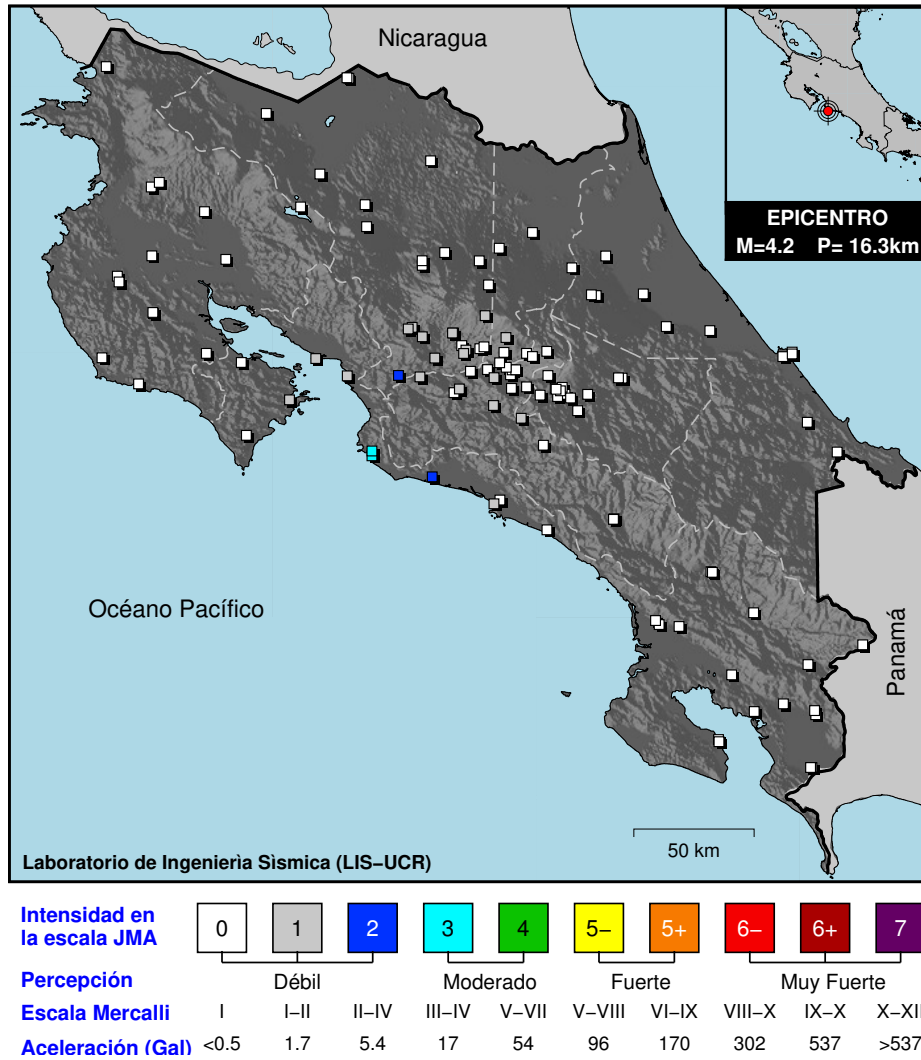 Nicaragua
EPICENTRO
M=4.2 P= 16.3km
Océano Pacífico
Panamá
50 km
Laboratorio de Ingenierìa Sìsmica (LIS–UCR)
Intensidad en
la escala JMA
0 1 2 3 4 5− 5+ 6− 6+ 7
Percepción Débil Moderado Fuerte Muy Fuerte
Escala Mercalli I I−II II−IV III−IV V−VII V−VIII VI−IX VIII−X IX−X X−XII
Aceleración (Gal) <0.5 1.7 5.4 17 54 96 170 302 537 >537